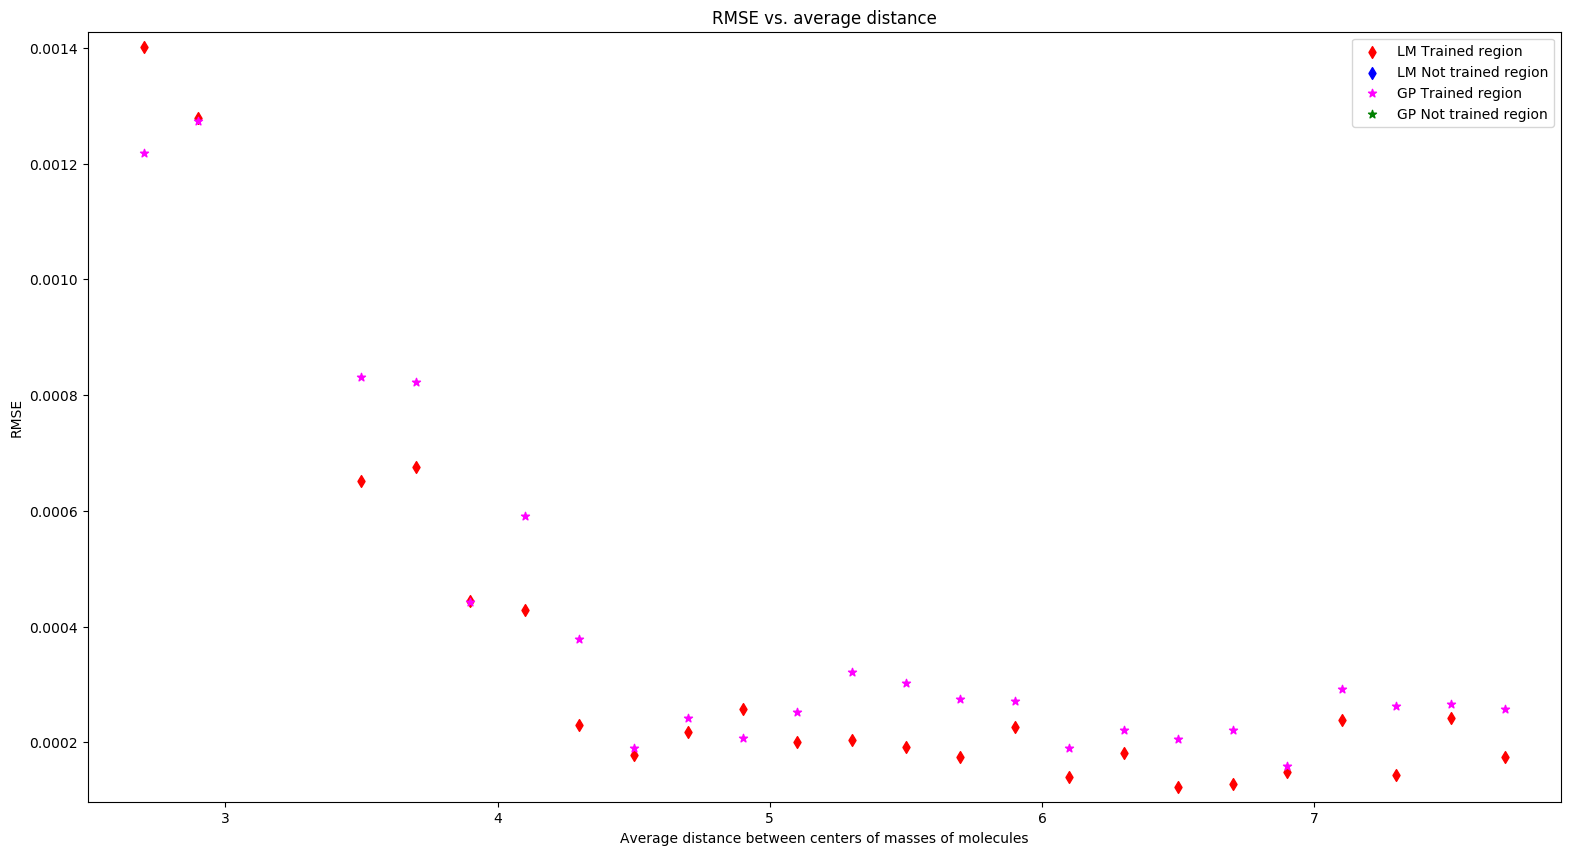 RMSE vs. average distance
LM Trained region
LM Not trained region
GP Trained region
GP Not trained region
RMSE
0.0014
0.0012
0.0010
0.0008
0.0006
0.0004
0.0002
3 4 5 6 7
Average distance between centers of masses of molecules